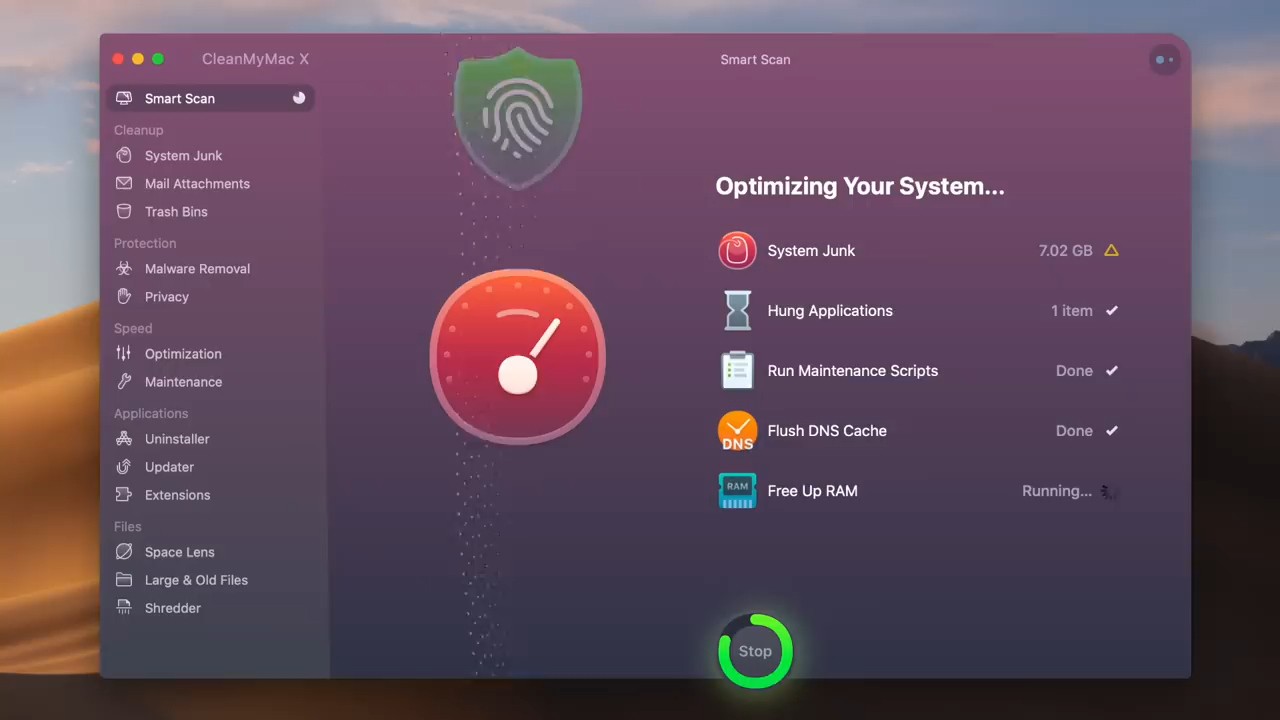 CleanMyMac X
Smart Scan
Smart Scan
Cleanup
System Junk
Mail Attachments
Trash Bins
Protection
Malware Removal
Privacy
Speed
Optimization
Maintenance
Applications
Uninstaller
Updater
Extensions
Files
Space Lens
Large & Old Files
Shredder
Optimizing Your System...
System Junk 7.02 GB
Hung Applications 1 item
Run Maintenance Scripts Done
DNS Flush DNS Cache Done
RAM Free Up RAM Running...
Stop